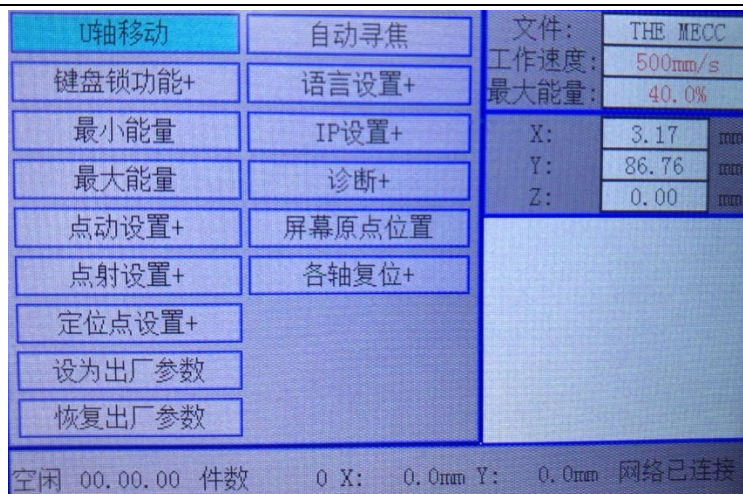 U轴移动
键盘锁功能+
最小能量
最大能量
点动设置+
点射设置+
定位点设置+
设为出厂参数
恢复出厂参数
自动寻焦
语言设置+
IP设置+
诊断+
屏幕原点位置
各轴复位+
文件: THE MECC
工作速度: 500mm/s
最大能量: 40.0%
X: 3.17 mm
Y: 86.76 mm
Z: 0.00 mm
空闲 00.00.00 件数 0 X: 0.0mm Y: 0.0mm 网络已连接